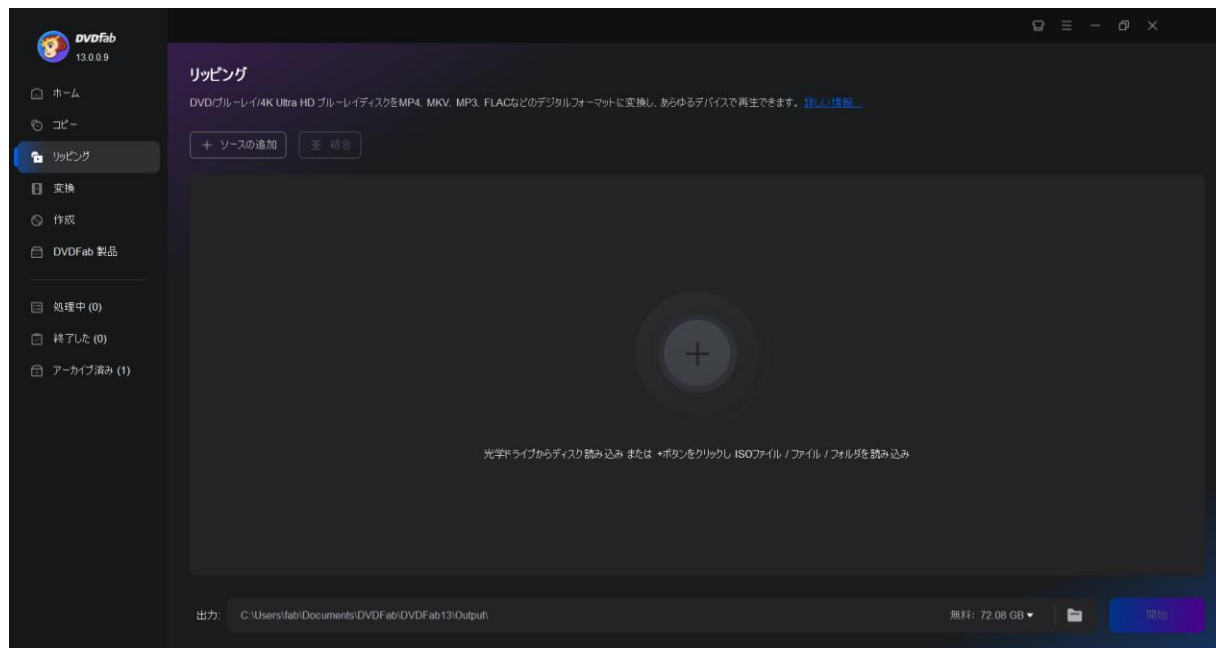 DVDFab
13.0.0.9
ホーム
コピー
リッピング
変換
作成
DVDFab 製品
処理中 (0)
終了した (0)
アーカイブ済み (1)
リッピング
DVD/ブルーレイ/4K Ultra HD ブルーレイディスクをMP4、MKV、MP3、FLACなどのデジタルフォーマットに変換し、あらゆるデバイスで再生できます。 詳しい情報...
+ ソースの追加
結合
光学ドライブからディスク読み込み または +ボタンをクリックし ISOファイル / ファイル / フォルダを読み込み
出力: C:\Users\fab\Documents\DVDFab\DVDFab13\Output\ 無料: 72.08 GB 開始